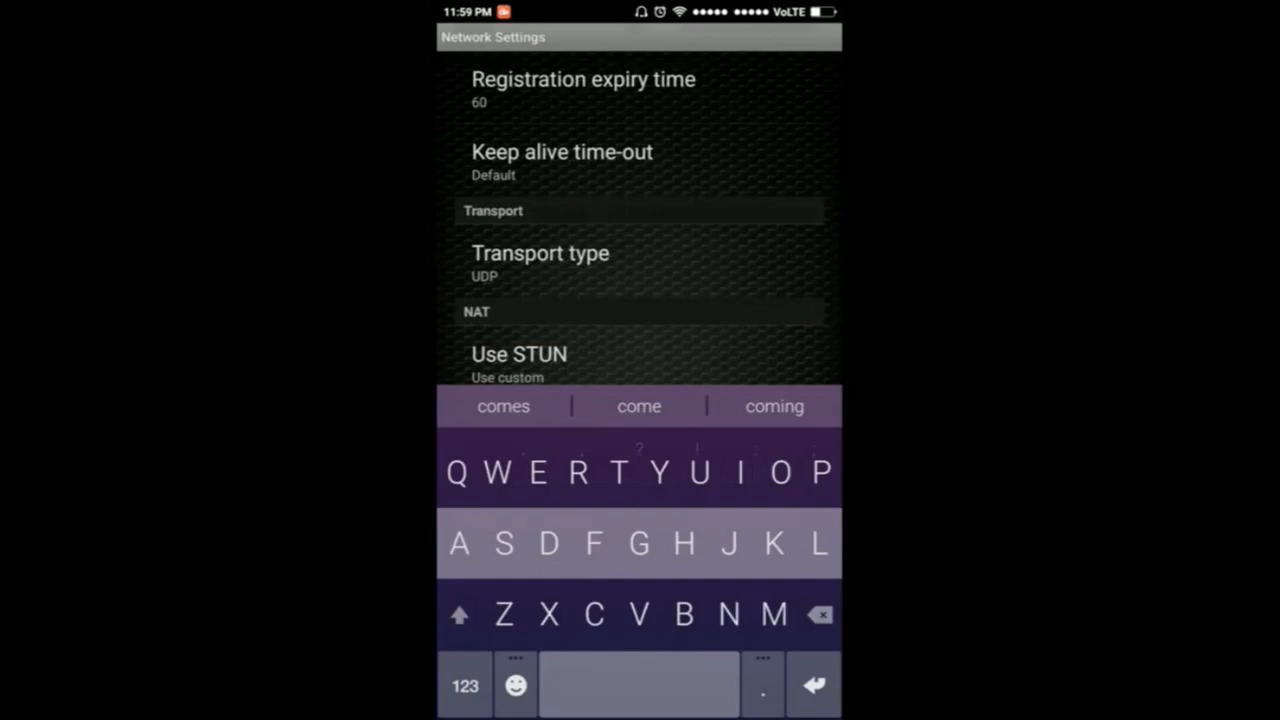 11:59 PM VoLTE
Network Settings
Registration expiry time
60
Keep alive time-out
Default
Transport
Transport type
UDP
NAT
Use STUN
Use custom
comes come coming
? !
Q W E R T Y U I O P
A S D F G H J K L
Z X C V B N M
123 .